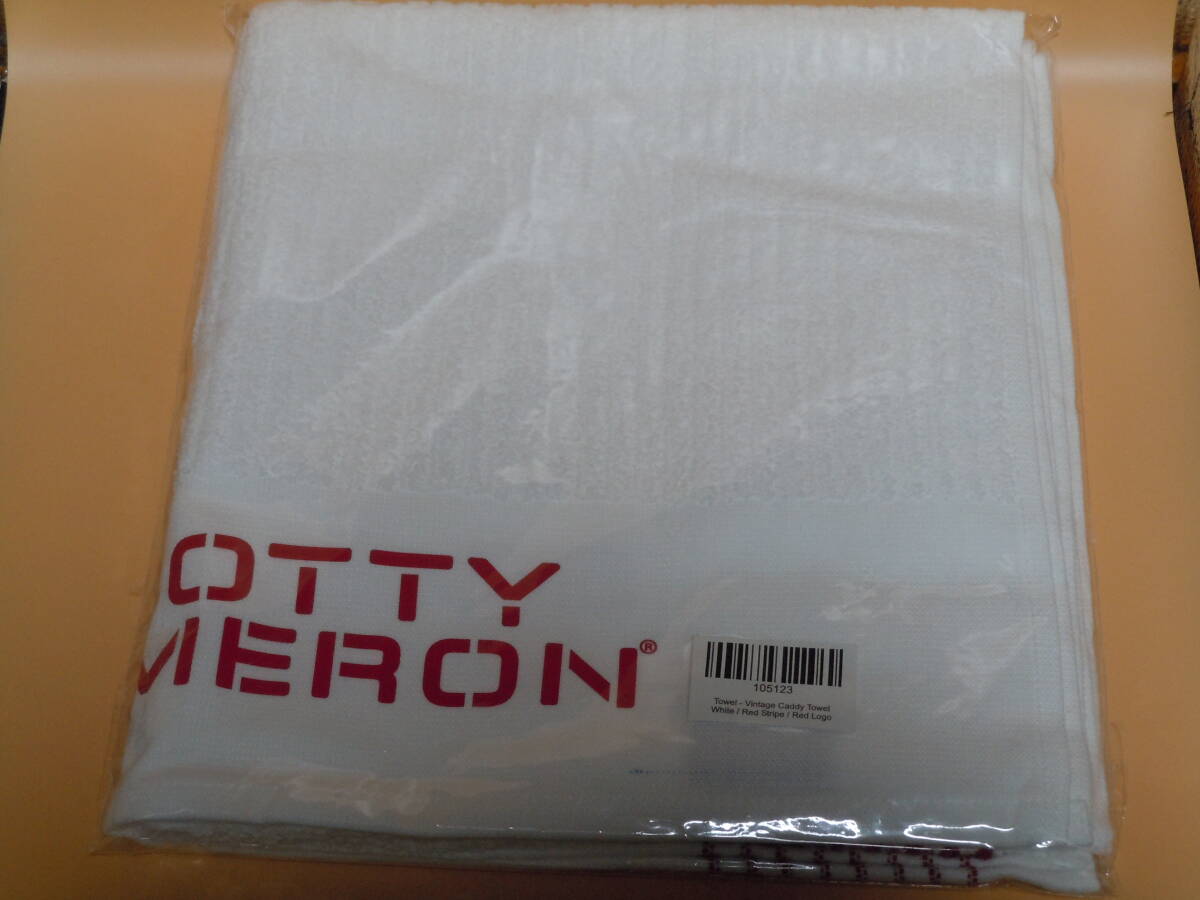 OTTY
MERON®
105123
Towel - Vintage Caddy Towel
White / Red Stripe / Red Logo